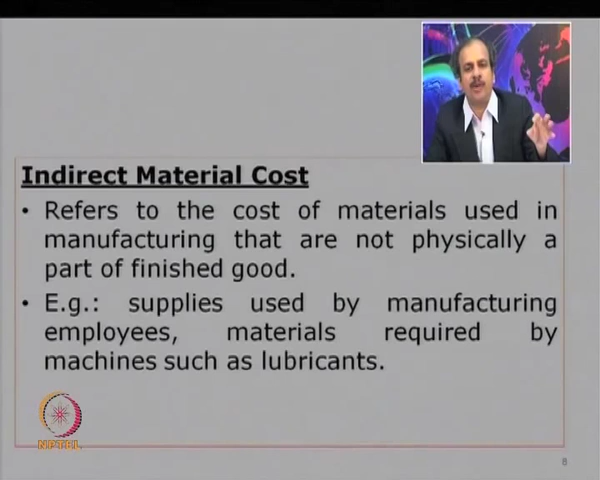 Indirect Material Cost
• Refers to the cost of materials used in
manufacturing that are not physically a
part of finished good.
• E.g.: supplies used by manufacturing
employees, materials required by
machines such as lubricants.
NPTEL
8